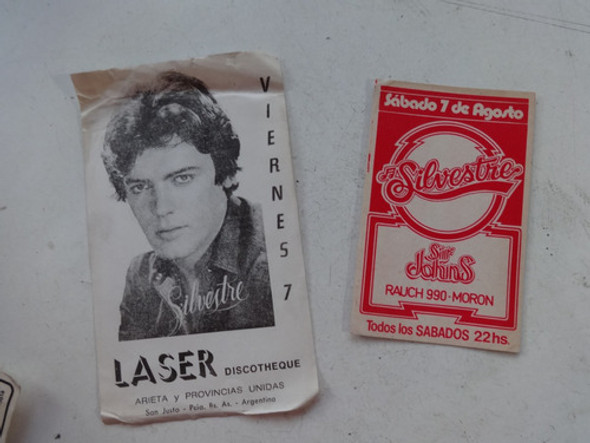 VIERNES 7
Silvestre
LASER DISCOTHEQUE
ARIETA y PROVINCIAS UNIDAS
San Justo - Pcia. Bs. As. - Argentina
Sábado 7 de Agosto
Silvestre
Sir
Johns
RAUCH 990 - MORON
Todos los SABADOS 22 hs.